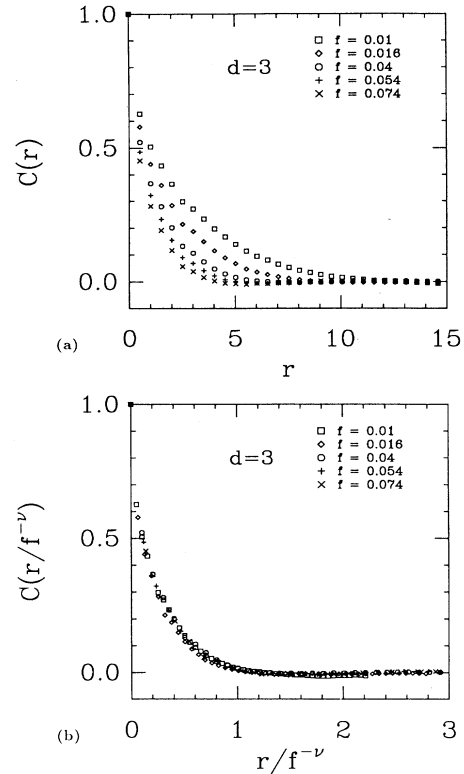 1.0
0.5
0.0
C(r)
d=3
□ f = 0.01
◇ f = 0.016
○ f = 0.04
+ f = 0.054
× f = 0.074
0 5 10 15
r
(a)
1.0
0.5
0.0
C(r/f^{-ν})
d=3
□ f = 0.01
◇ f = 0.016
○ f = 0.04
+ f = 0.054
× f = 0.074
0 1 2 3
r/f^{-ν}
(b)